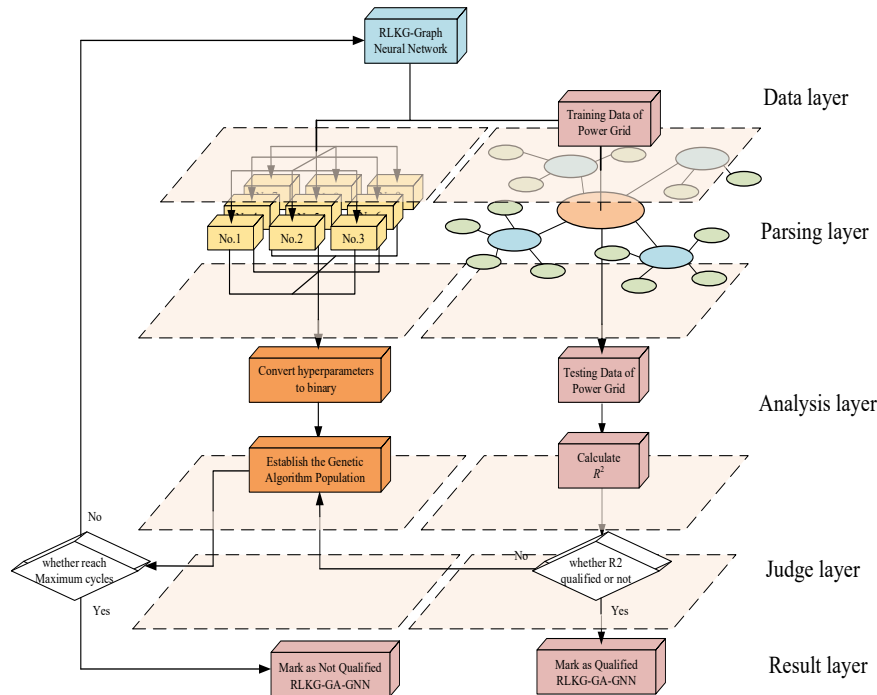 RLKG-Graph
Neural Network
Data layer
Training Data of
Power Grid
No.1
No.2
No.3
Parsing layer
Convert hyperparameters
to binary
Testing Data of
Power Grid
Analysis layer
Establish the Genetic
Algorithm Population
Calculate
R²
No
whether reach
Maximum cycles
Yes
No
whether R2
qualified or not
Yes
Judge layer
Mark as Not Qualified
RLKG-GA-GNN
Mark as Qualified
RLKG-GA-GNN
Result layer